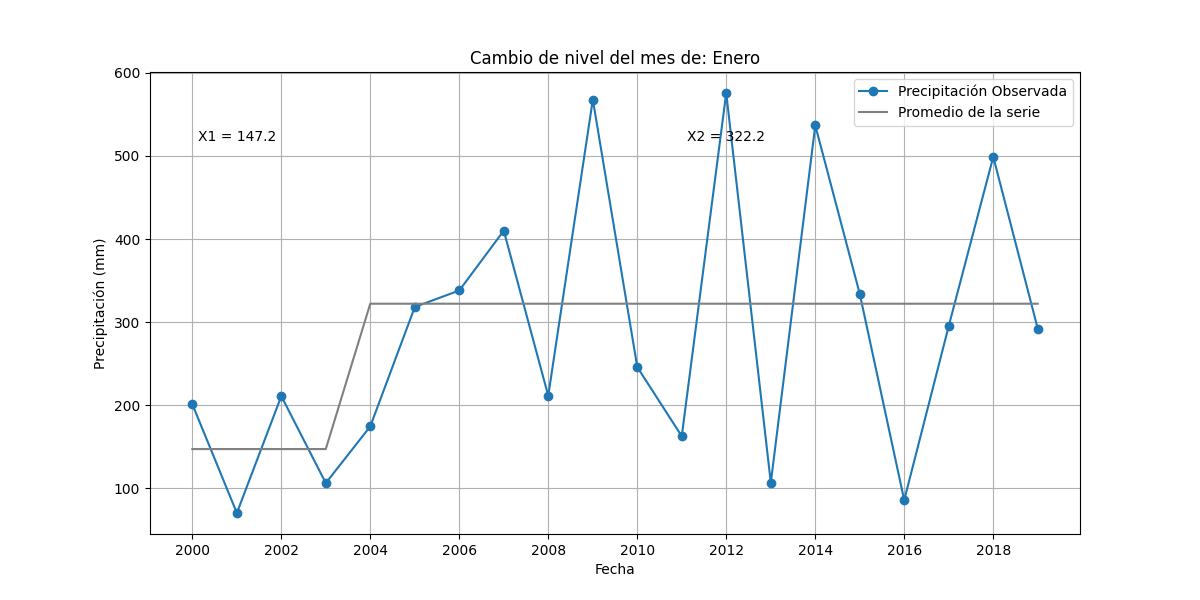 Cambio de nivel del mes de: Enero
Precipitación Observada
Promedio de la serie
X1 = 147.2
X2 = 322.2
Precipitación (mm)
600
500
400
300
200
100
2000 2002 2004 2006 2008 2010 2012 2014 2016 2018
Fecha